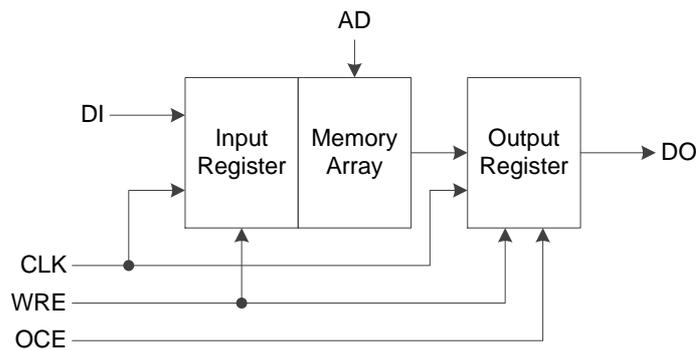 AD
DI
Input
Register
Memory
Array
Output
Register
DO
CLK
WRE
OCE